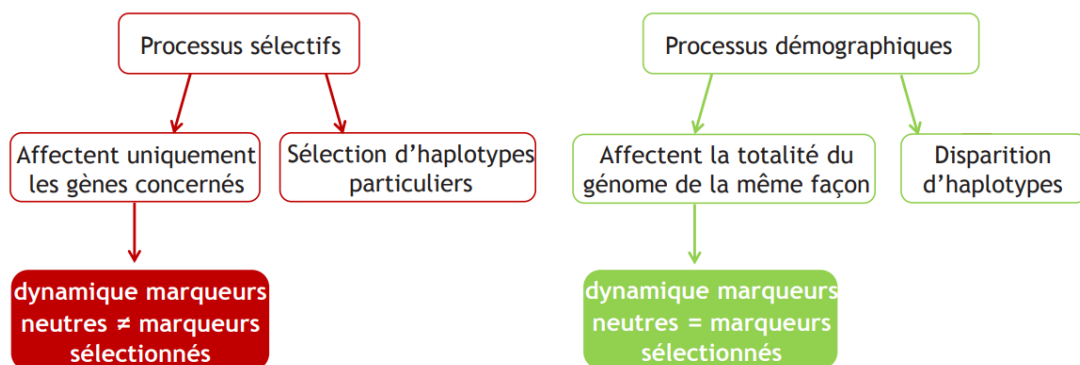 Processus sélectifs
Affectent uniquement
les gènes concernés
Sélection d'haplotypes
particuliers
dynamique marqueurs
neutres ≠ marqueurs
sélectionnés
Processus démographiques
Affectent la totalité du
génome de la même façon
Disparition
d'haplotypes
dynamique marqueurs
neutres = marqueurs
sélectionnés